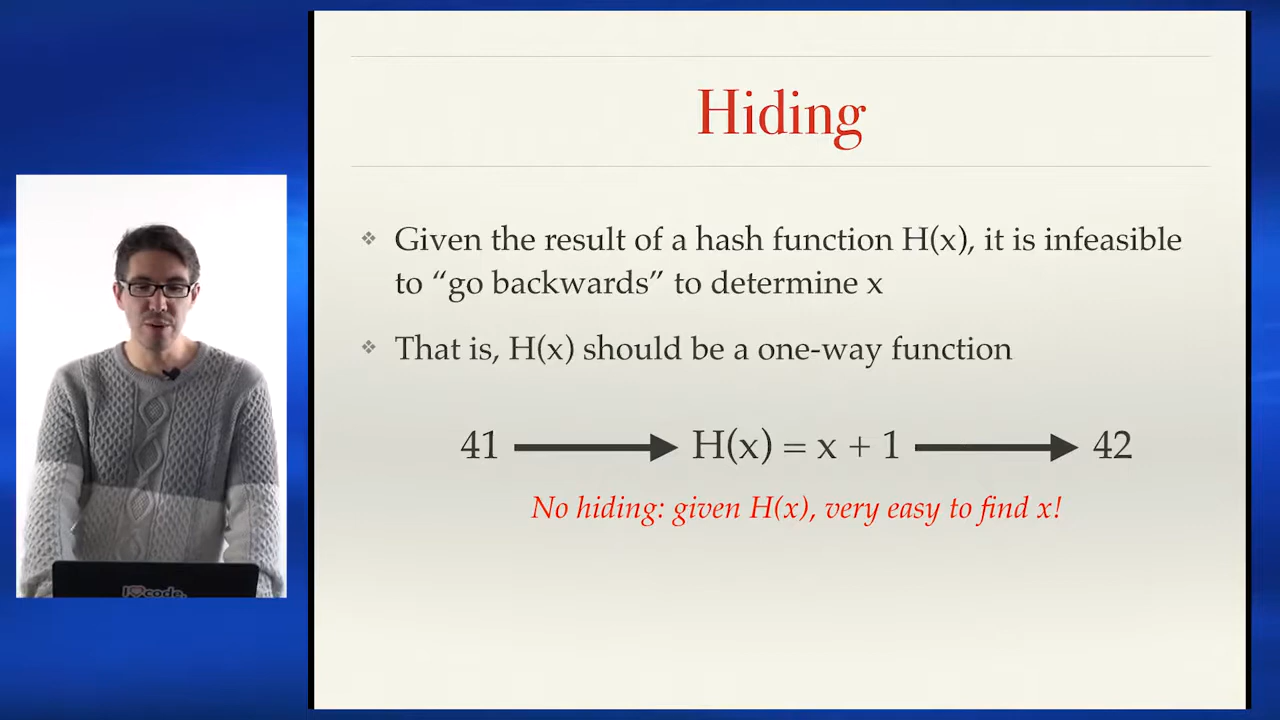 Hiding
❖ Given the result of a hash function H(x), it is infeasible
to “go backwards” to determine x
❖ That is, H(x) should be a one-way function
41 H(x) = x + 1 42
No hiding: given H(x), very easy to find x!
I ❤ code.